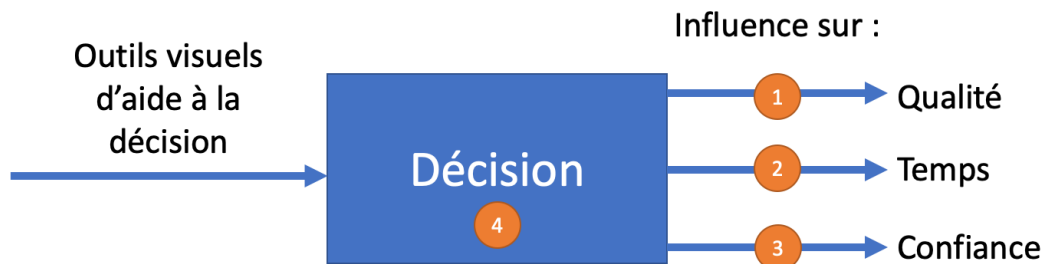 Influence sur :
Outils visuels
d’aide à la
décision
1
Qualité
Décision
2
Temps
4
3
Confiance